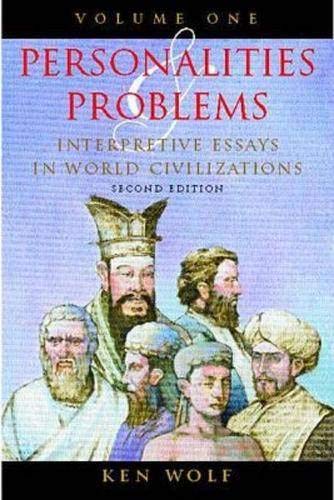 VOLUME ONE
PERSONALITIES
&
PROBLEMS
INTERPRETIVE ESSAYS
IN WORLD CIVILIZATIONS
SECOND EDITION
KEN WOLF